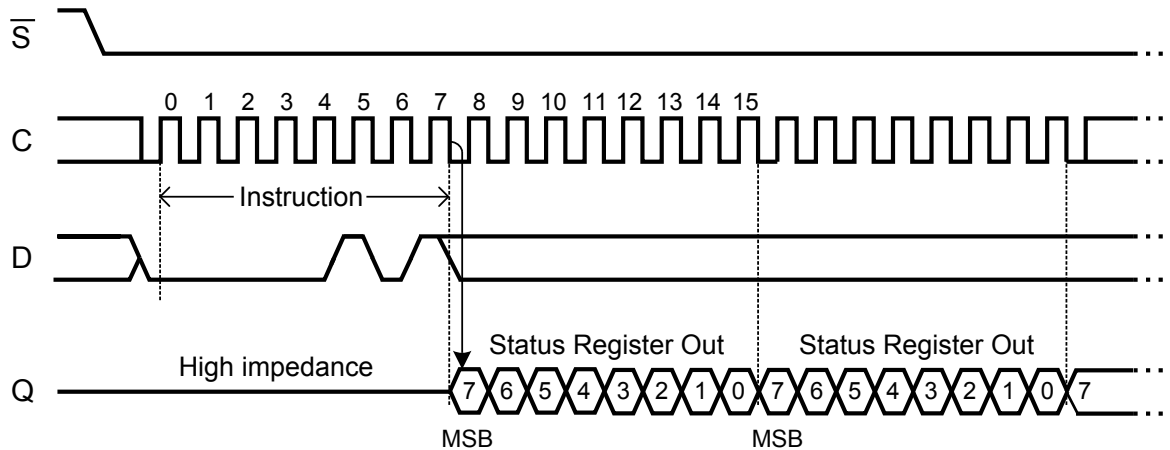 S
0 1 2 3 4 5 6 7 8 9 10 11 12 13 14 15
C
Instruction
D
Status Register Out Status Register Out
High impedance
Q 7 6 5 4 3 2 1 0 7 6 5 4 3 2 1 0 7
MSB MSB